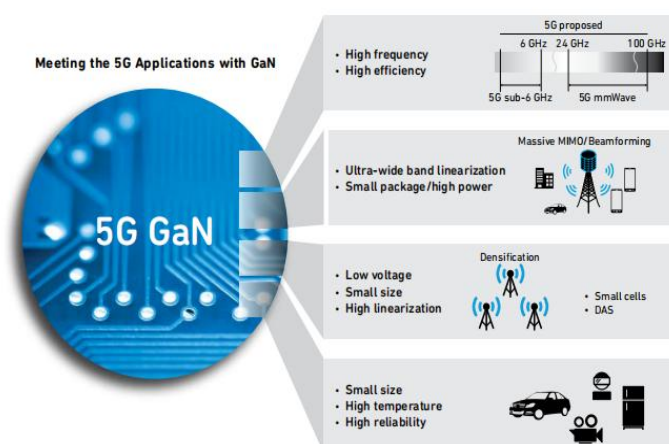 Meeting the 5G Applications with GaN
5G GaN
• High frequency
• High efficiency
5G proposed
6 GHz 24 GHz 100 GHz
5G sub-6 GHz 5G mmWave
• Ultra-wide band linearization
• Small package/high power
Massive MIMO/Beamforming
• Low voltage
• Small size
• High linearization
Densification
• Small cells
• DAS
• Small size
• High temperature
• High reliability